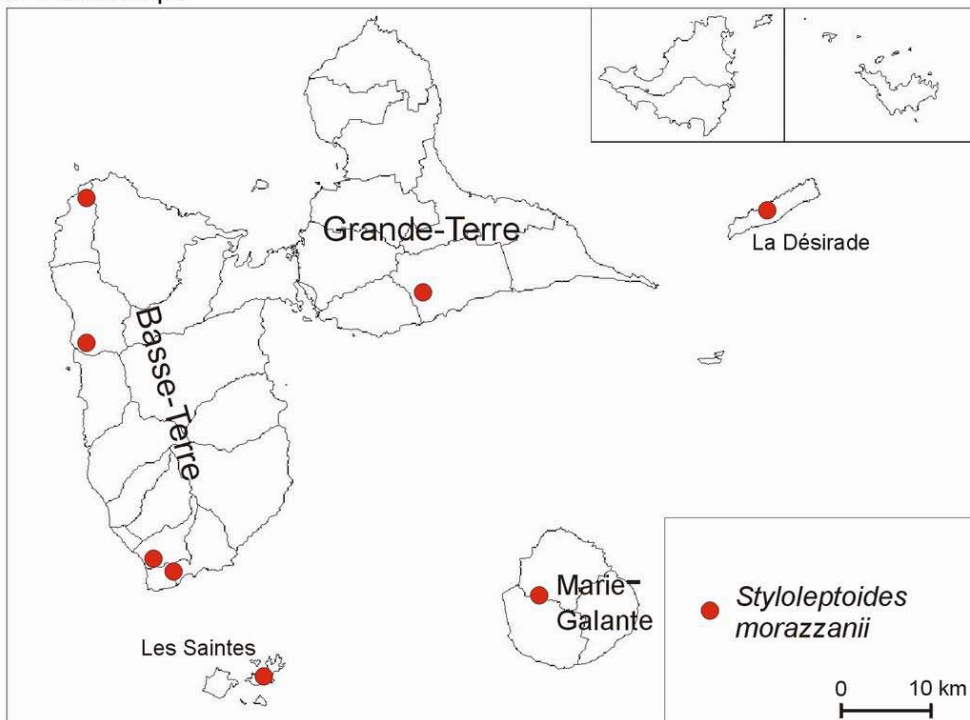 Grande-Terre
La Désirade
Basse-Terre
Marie-
Galante
Styloleptoides
morazzanii
Les Saintes
0 10 km